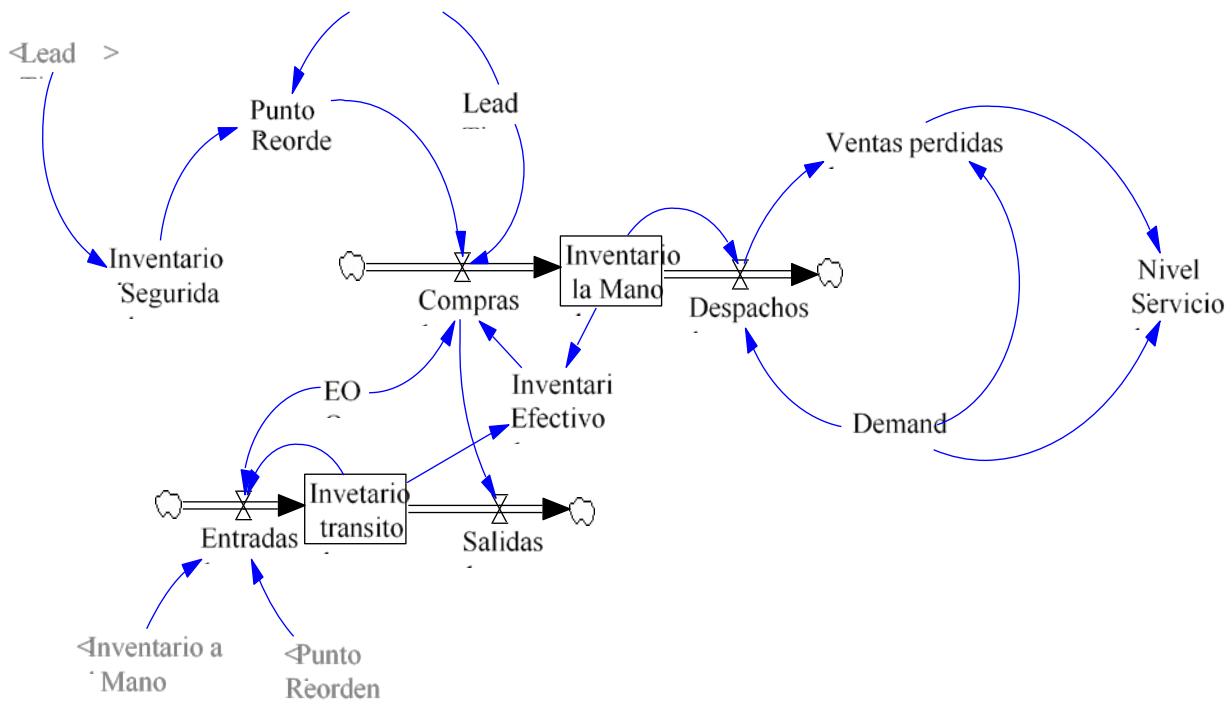 <Lead >
Punto
Reorde
Lead
Ventas perdidas
Inventario
Segurida
Inventario
la Mano
Compras
Despachos
Nivel
Servicio
EO
Inventari
Efectivo
Demand
Invetario
transito
Entradas
Salidas
<Inventario a
Mano
<Punto
Reorden